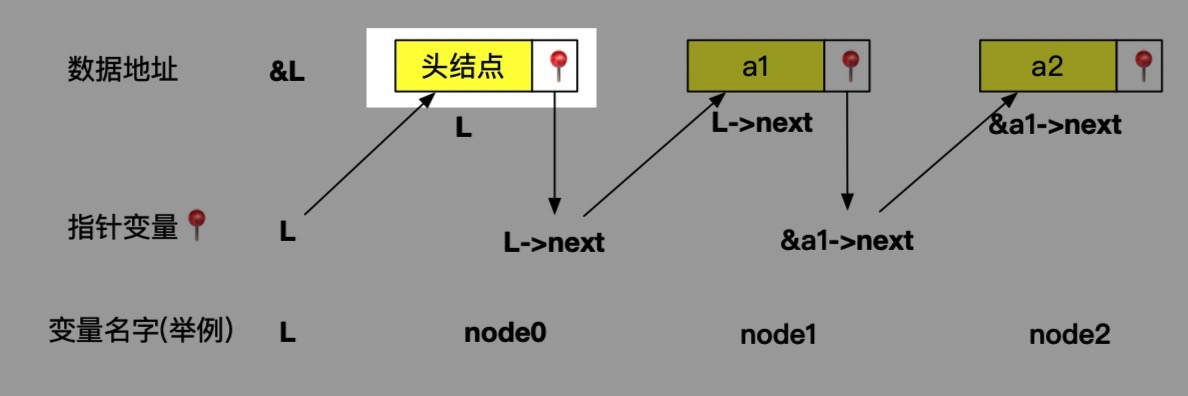 数据地址 &L 头结点 a1 a2
L L->next &a1->next
指针变量 L L->next &a1->next
变量名字(举例) L node0 node1 node2